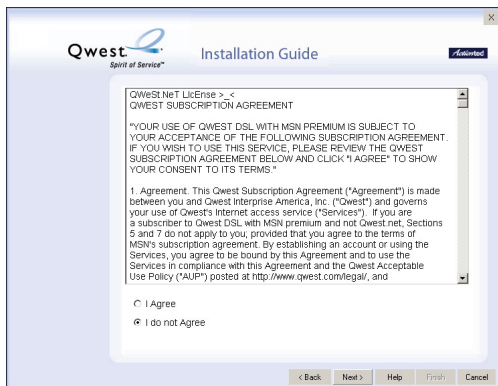 X
Qwest.
Spirit of Service™
Installation Guide
Actiontec
QWeSt.NeT LIcEnse >_<
QWEST SUBSCRIPTION AGREEMENT
"YOUR USE OF QWEST DSL WITH MSN PREMIUM IS SUBJECT TO
YOUR ACCEPTANCE OF THE FOLLOWING SUBSCRIPTION AGREEMENT.
IF YOU WISH TO USE THIS SERVICE, PLEASE REVIEW THE QWEST
SUBSCRIPTION AGREEMENT BELOW AND CLICK "I AGREE" TO SHOW
YOUR CONSENT TO ITS TERMS."
1. Agreement. This Qwest Subscription Agreement ("Agreement") is made
between you and Qwest Interprise America, Inc. ("Qwest") and governs
your use of Qwest's Internet access service ("Services"). If you are
a subscriber to Qwest DSL with MSN premium and not Qwest.net, Sections
5 and 7 do not apply to you; provided that you agree to the terms of
MSN's subscription agreement. By establishing an account or using the
Services, you agree to be bound by this Agreement and to use the
Services in compliance with this Agreement and the Qwest Acceptable
Use Policy ("AUP") posted at http://www.qwest.com/legal/, and
I Agree
I do not Agree
< Back
Next >
Help
Finish
Cancel